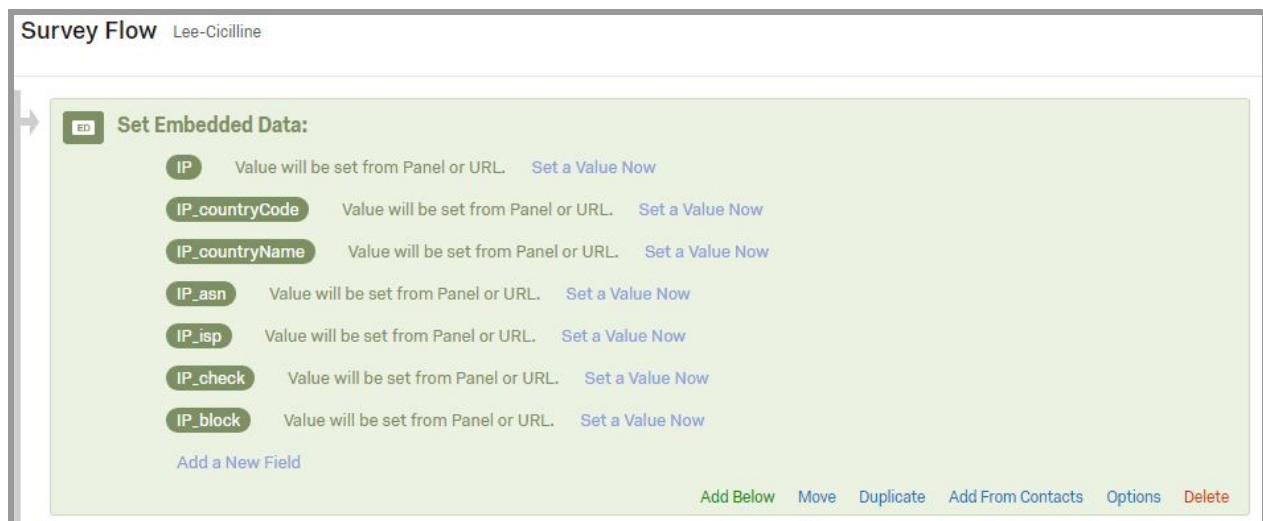 Survey Flow Lee-Cicilline
ED Set Embedded Data:
IP Value will be set from Panel or URL. Set a Value Now
IP_countryCode Value will be set from Panel or URL. Set a Value Now
IP_countryName Value will be set from Panel or URL. Set a Value Now
IP_asn Value will be set from Panel or URL. Set a Value Now
IP_isp Value will be set from Panel or URL. Set a Value Now
IP_check Value will be set from Panel or URL. Set a Value Now
IP_block Value will be set from Panel or URL. Set a Value Now
Add a New Field
Add Below Move Duplicate Add From Contacts Options Delete